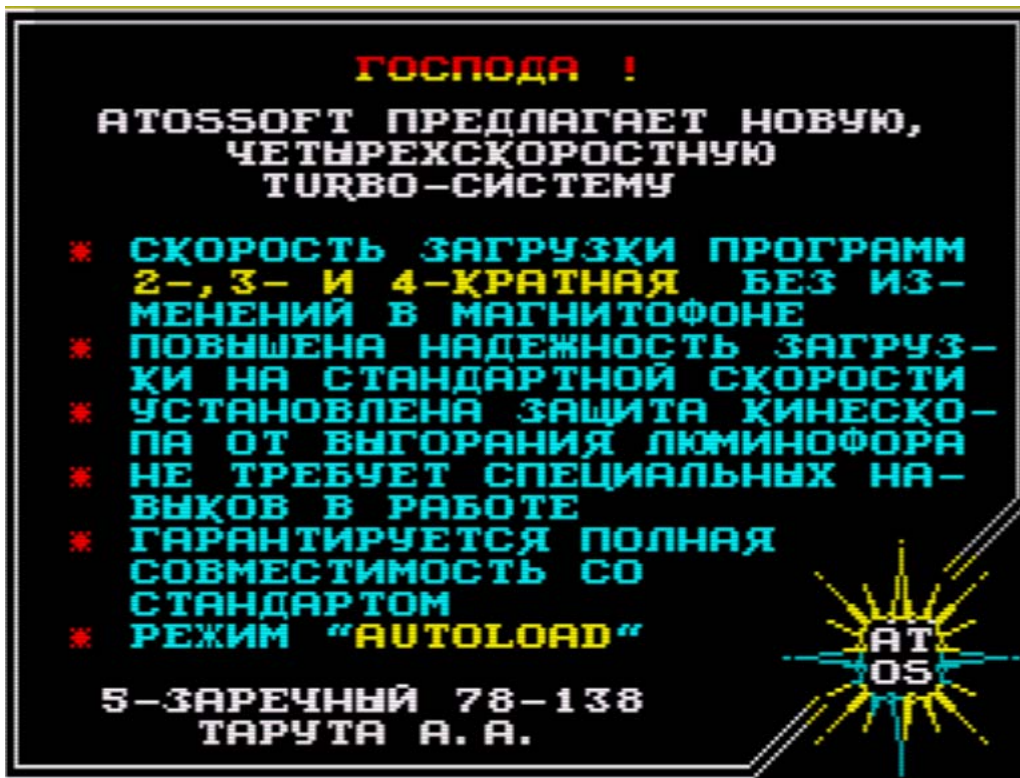 ГОСПОДА !
ATOSSOFT ПРЕДЛАГАЕТ НОВУЮ,
ЧЕТЫРЕХСКОРОСТНУЮ
TURBO-СИСТЕМУ
* СКОРОСТЬ ЗАГРУЗКИ ПРОГРАММ
2-,3- И 4-КРАТНАЯ БЕЗ ИЗ-
МЕНЕНИЙ В МАГНИТОФОНЕ
* ПОВЫШЕНА НАДЕЖНОСТЬ ЗАГРУЗ-
КИ НА СТАНДАРТНОЙ СКОРОСТИ
* УСТАНОВЛЕНА ЗАЩИТА КИНЕСКО-
ПА ОТ ВЫГОРАНИЯ ЛЮМИНОФОРА
* НЕ ТРЕБУЕТ СПЕЦИАЛЬНЫХ НА-
ВЫКОВ В РАБОТЕ
* ГАРАНТИРУЕТСЯ ПОЛНАЯ
СОВМЕСТИМОСТЬ СО
СТАНДАРТОМ
* РЕЖИМ "AUTOLOAD"
AT
OS
5-ЗАРЕЧНЫЙ 78-138
ТАРУТА А.А.